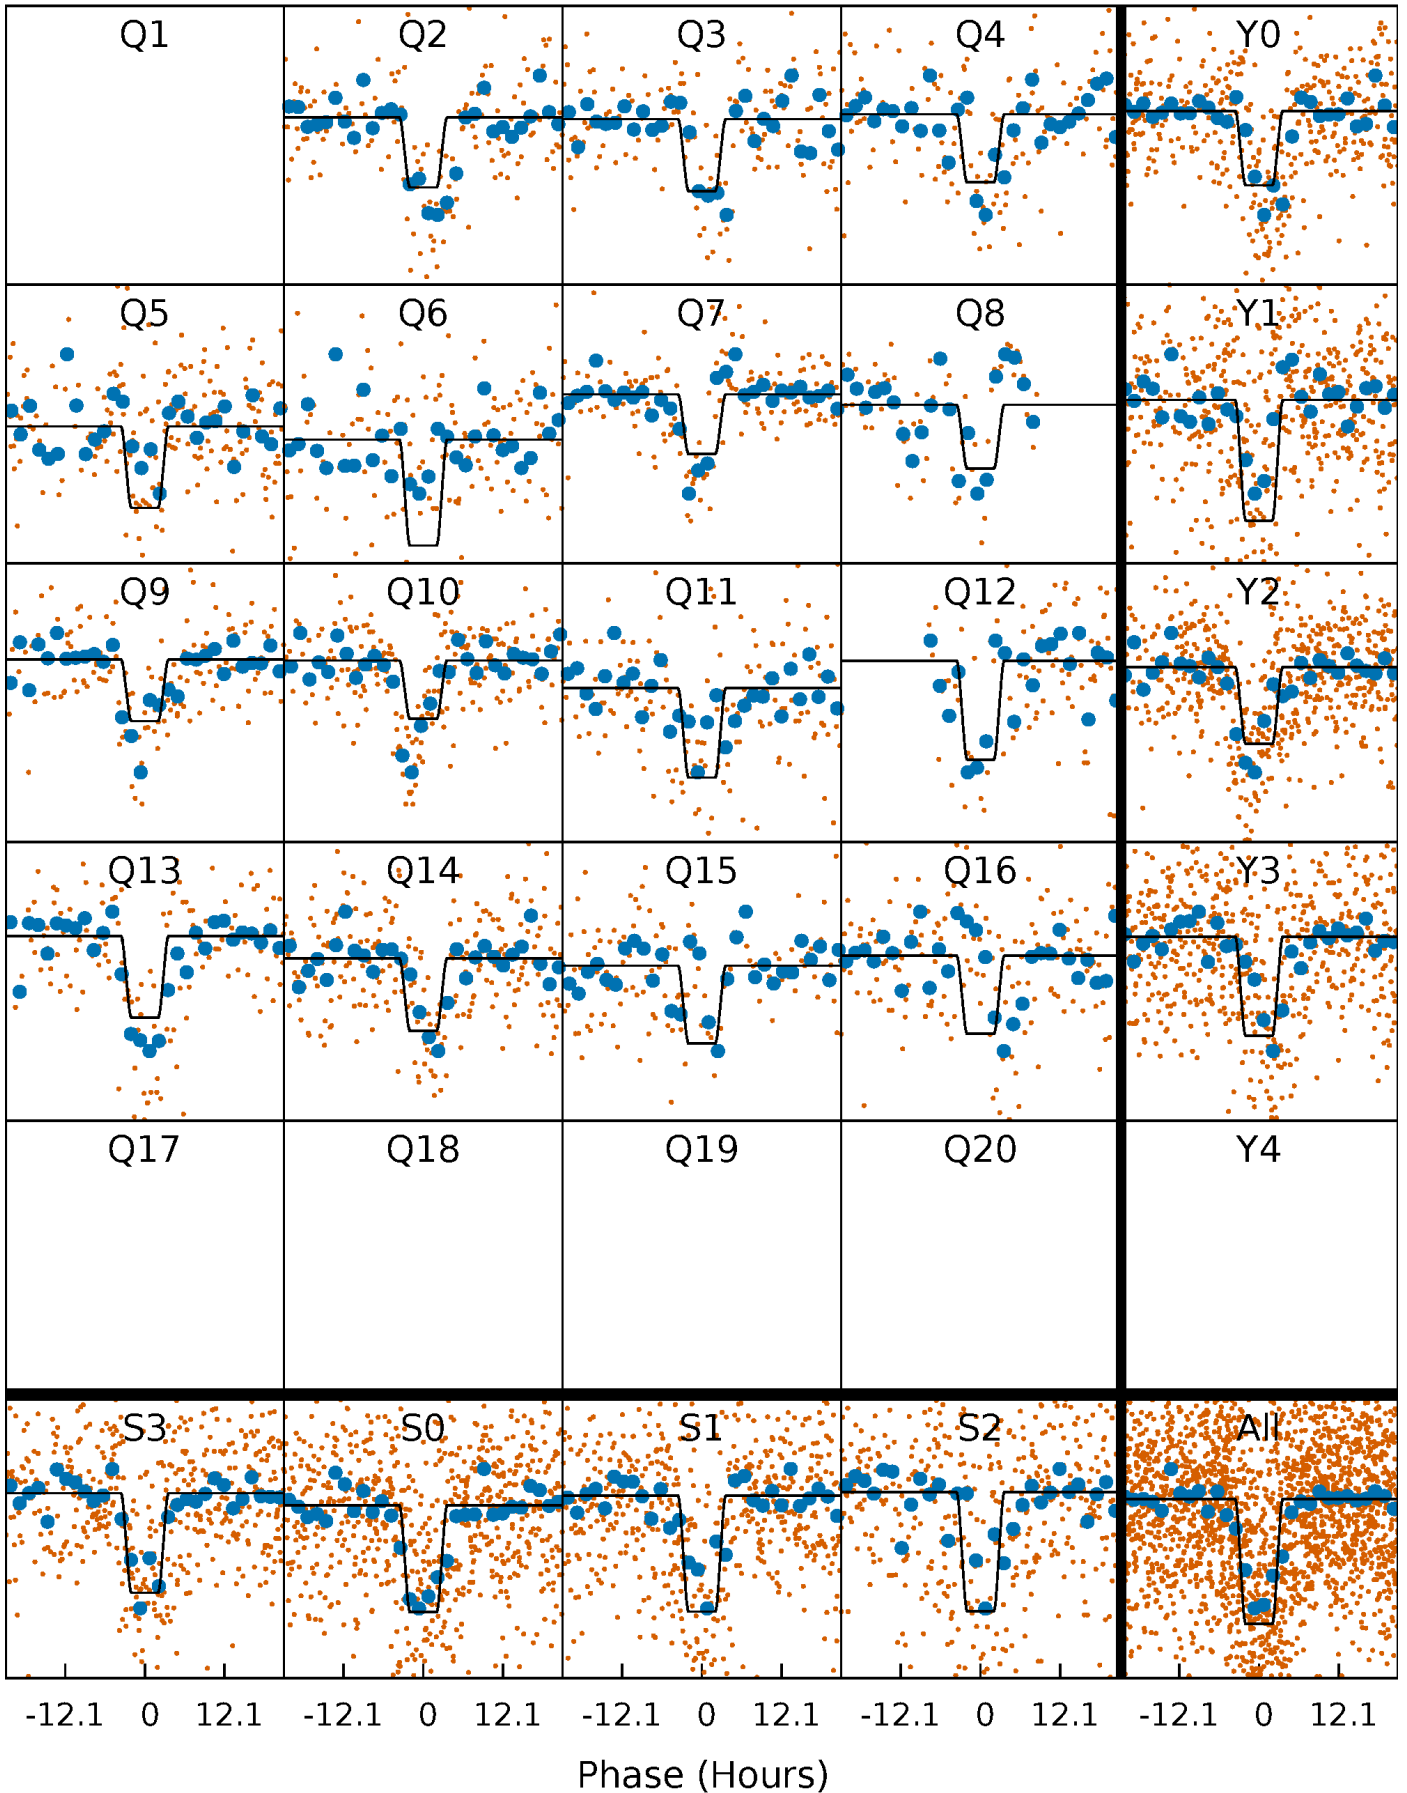 Q1 Q2 Q3 Q4 Y0
Q5 Q6 Q7 Q8 Y1
Q9 Q10 Q11 Q12 Y2
Q13 Q14 Q15 Q16 Y3
Q17 Q18 Q19 Q20 Y4
S3 S0 S1 S2 All
-12.1 0 12.1 -12.1 0 12.1 -12.1 0 12.1 -12.1 0 12.1 -12.1 0 12.1
Phase (Hours)